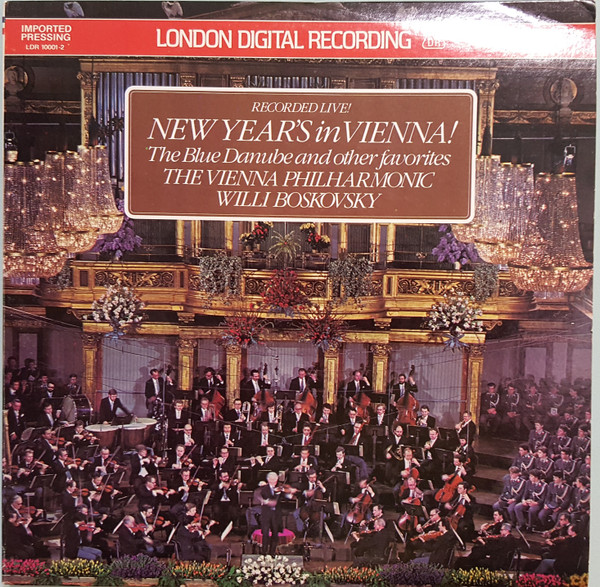 IMPORTED
PRESSING
LDR 10001-2
LONDON DIGITAL RECORDING
RECORDED LIVE!
NEW YEAR'S in VIENNA!
The Blue Danube and other favorites
THE VIENNA PHILHARMONIC
WILLI BOSKOVSKY